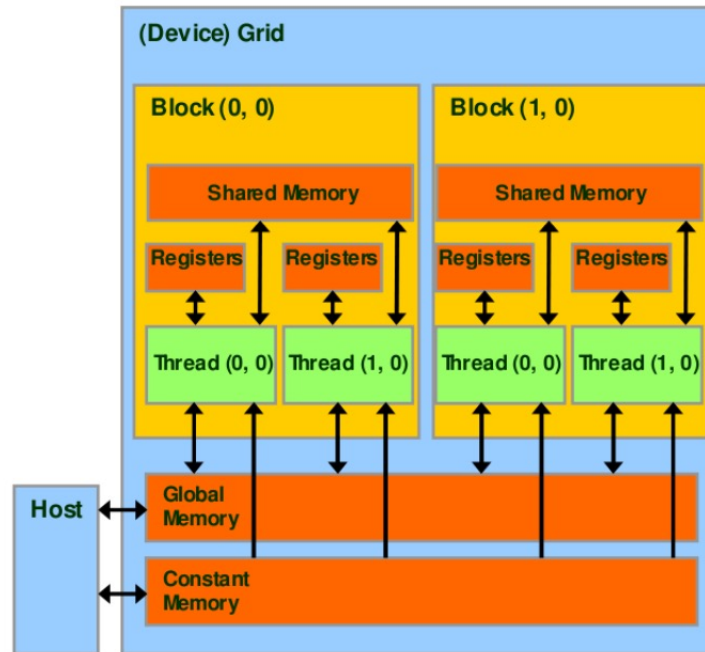 (Device) Grid
Block (0, 0)
Block (1, 0)
Shared Memory
Shared Memory
Registers
Registers
Registers
Registers
Thread (0, 0)
Thread (1, 0)
Thread (0, 0)
Thread (1, 0)
Host
Global
Memory
Constant
Memory